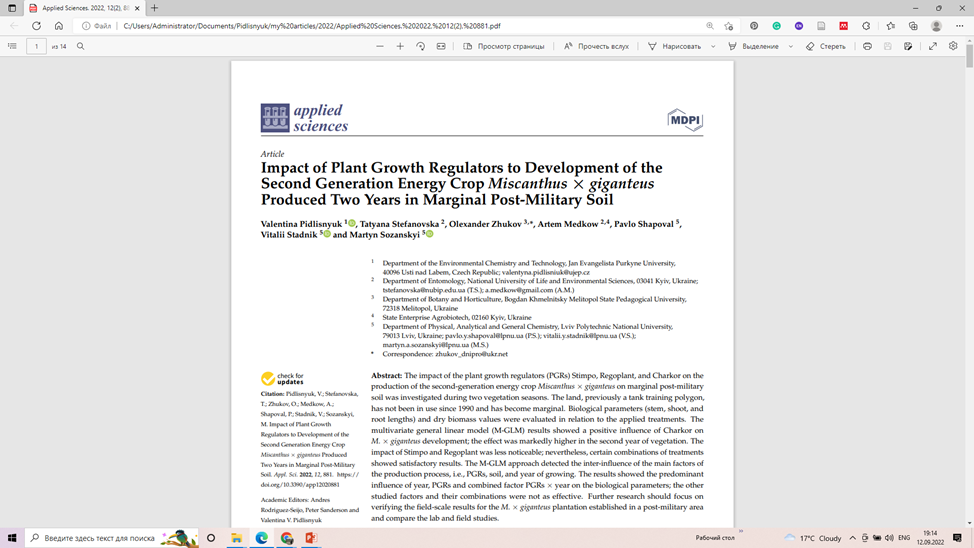 Applied Sciences. 2022, 12(2), 88
Файл
C:/Users/Administrator/Documents/Pidlisnyuk/my%20articles/2022/Applied%20Sciences.%202022,%2012(2),%20881.pdf
1 из 14
Просмотр страницы
Прочесть вслух
Нарисовать
Выделение
Стереть
applied
sciences
MDPI
Article
Impact of Plant Growth Regulators to Development of the
Second Generation Energy Crop Miscanthus × giganteus
Produced Two Years in Marginal Post-Military Soil
Valentina Pidlisnyuk 1, Tatyana Stefanovska 2, Olexander Zhukov 3,*, Artem Medkow 2,4, Pavlo Shapoval 5,
Vitalii Stadnik 5 and Martyn Sozanskyi 5
1 Department of the Environmental Chemistry and Technology, Jan Evangelista Purkyne University,
40096 Usti nad Labem, Czech Republic; valentyna.pidlisniuk@ujep.cz
2 Department of Entomology, National University of Life and Environmental Sciences, 03041 Kyiv, Ukraine;
tstefanovska@nubip.edu.ua (T.S.); a.medkow@gmail.com (A.M.)
3 Department of Botany and Horticulture, Bogdan Khmelnitsky Melitopol State Pedagogical University,
72318 Melitopol, Ukraine
4 State Enterprise Agrobiotech, 02160 Kyiv, Ukraine
5 Department of Physical, Analytical and General Chemistry, Lviv Polytechnic National University,
79013 Lviv, Ukraine; pavlo.y.shapoval@lpnu.ua (P.S.); vitalii.y.stadnik@lpnu.ua (V.S.);
martyn.a.sozanskyi@lpnu.ua (M.S.)
* Correspondence: zhukov_dnipro@ukr.net
check for
updates
Citation: Pidlisnyuk, V.; Stefanovska,
T.; Zhukov, O.; Medkow, A.;
Shapoval, P.; Stadnik, V.; Sozanskyi,
M. Impact of Plant Growth
Regulators to Development of the
Second Generation Energy Crop
Miscanthus × giganteus Produced
Two Years in Marginal Post-Military
Soil. Appl. Sci. 2022, 12, 881. https://
doi.org/10.3390/app12020881
Academic Editors: Andres
Rodriguez-Seijo, Peter Sanderson and
Valentina V. Pidlisnyuk
Abstract: The impact of the plant growth regulators (PGRs) Stimpo, Regoplant, and Charkor on the
production of the second-generation energy crop Miscanthus × giganteus on marginal post-military
soil was investigated during two vegetation seasons. The land, previously a tank training polygon,
has not been in use since 1990 and has become marginal. Biological parameters (stem, shoot, and
root lengths) and dry biomass values were evaluated in relation to the applied treatments. The
multivariate general linear model (M-GLM) results showed a positive influence of Charkor on
M. × giganteus development; the effect was markedly higher in the second year of vegetation. The
impact of Stimpo and Regoplant was less noticeable; nevertheless, certain combinations of treatments
showed satisfactory results. The M-GLM approach detected the inter-influence of the main factors of
the production process, i.e., PGRs, soil, and year of growing. The results showed the predominant
influence of year, PGRs and combined factor PGRs × year on the biological parameters; the other
studied factors and their combinations were not as effective. Further research should focus on
verifying the field-scale results for the M. × giganteus plantation established in a post-military area
and compare the lab and field studies.
Введите здесь текст для поиска
Рабочий стол
17°C Cloudy
ENG
19:14
12.09.2022